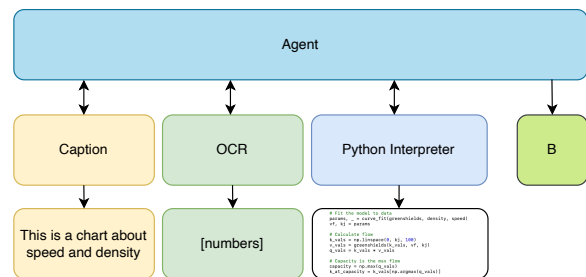 Agent
Caption
OCR
Python Interpreter
B
This is a chart about
speed and density
[numbers]
# Fit the model to data
params, _ = curve_fit(greenshields, density, speed)
vf, kj = params
# Calculate flow
k_vals = np.linspace(0, kj, 100)
v_vals = greenshields(k_vals, vf, kj)
q_vals = k_vals * v_vals
# Capacity is the max flow
capacity = np.max(q_vals)
k_at_capacity = k_vals[np.argmax(q_vals)]